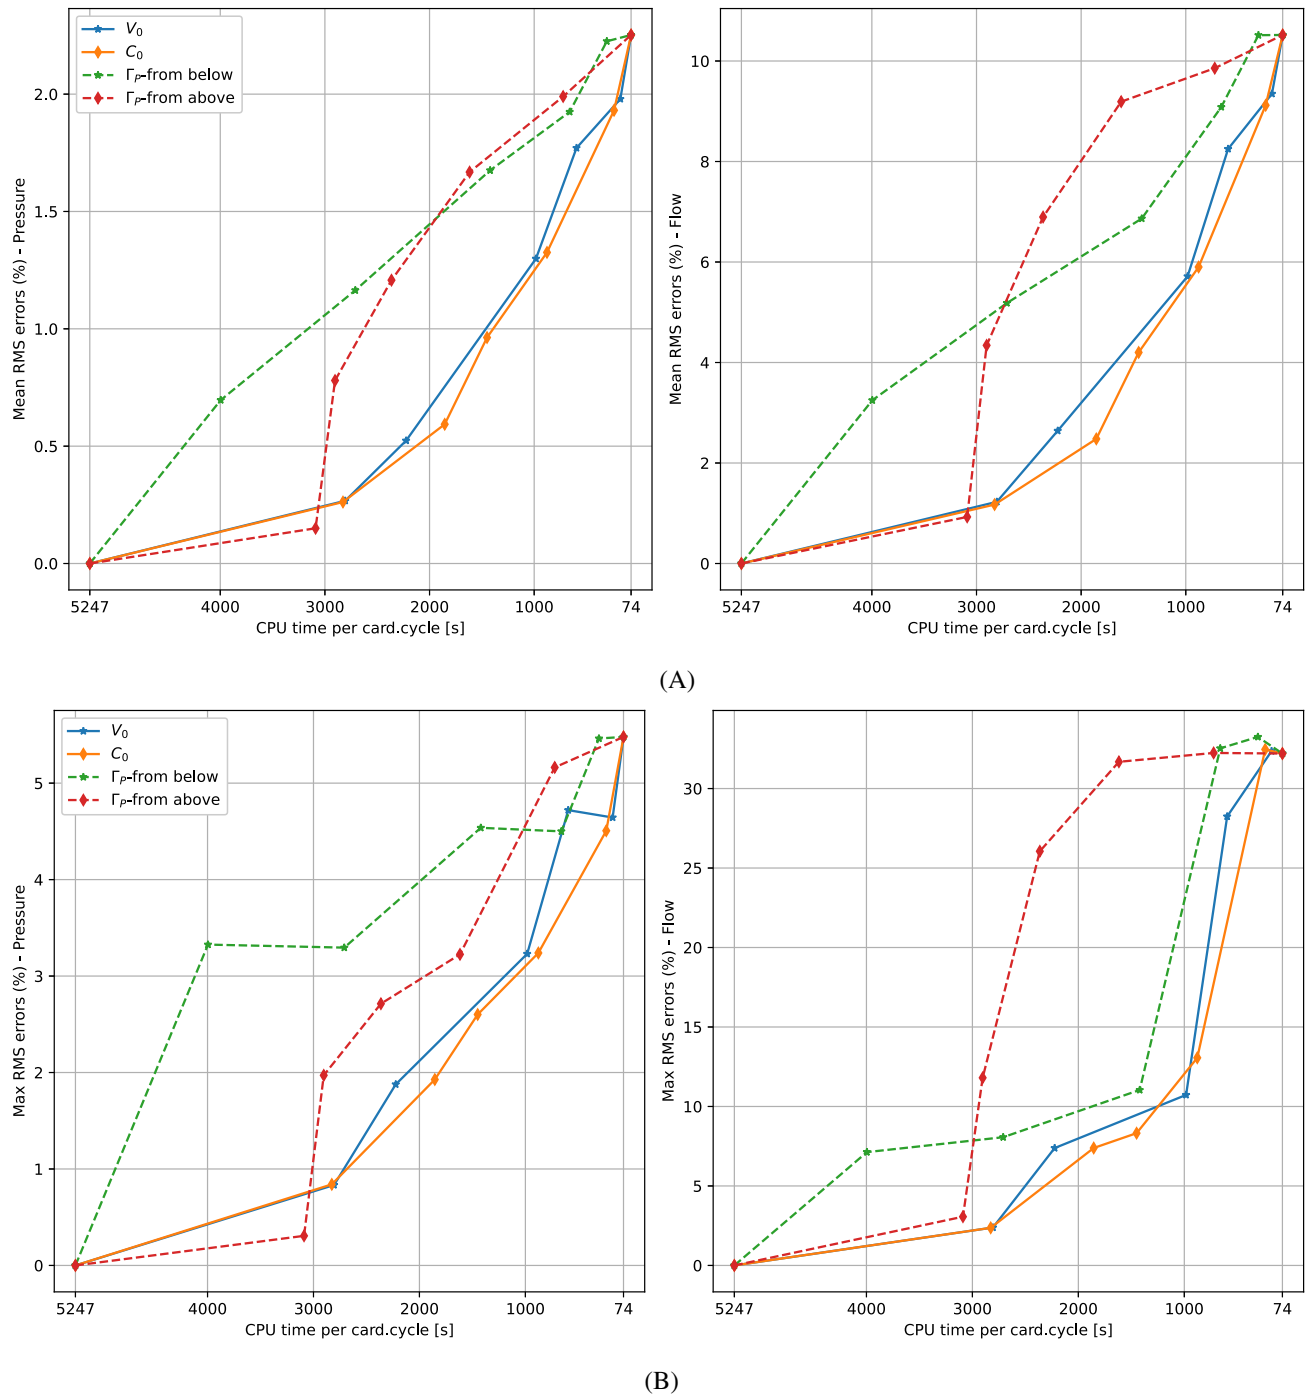 Mean RMS errors (%) - Pressure
2.0
1.5
1.0
0.5
0.0
V₀
C₀
Γ_P-from below
Γ_P-from above
5247 4000 3000 2000 1000 74
CPU time per card.cycle [s]
Mean RMS errors (%) - Flow
10
8
6
4
2
0
5247 4000 3000 2000 1000 74
CPU time per card.cycle [s]
(A)
Max RMS errors (%) - Pressure
5
4
3
2
1
0
V₀
C₀
Γ_P-from below
Γ_P-from above
5247 4000 3000 2000 1000 74
CPU time per card.cycle [s]
Max RMS errors (%) - Flow
30
25
20
15
10
5
0
5247 4000 3000 2000 1000 74
CPU time per card.cycle [s]
(B)